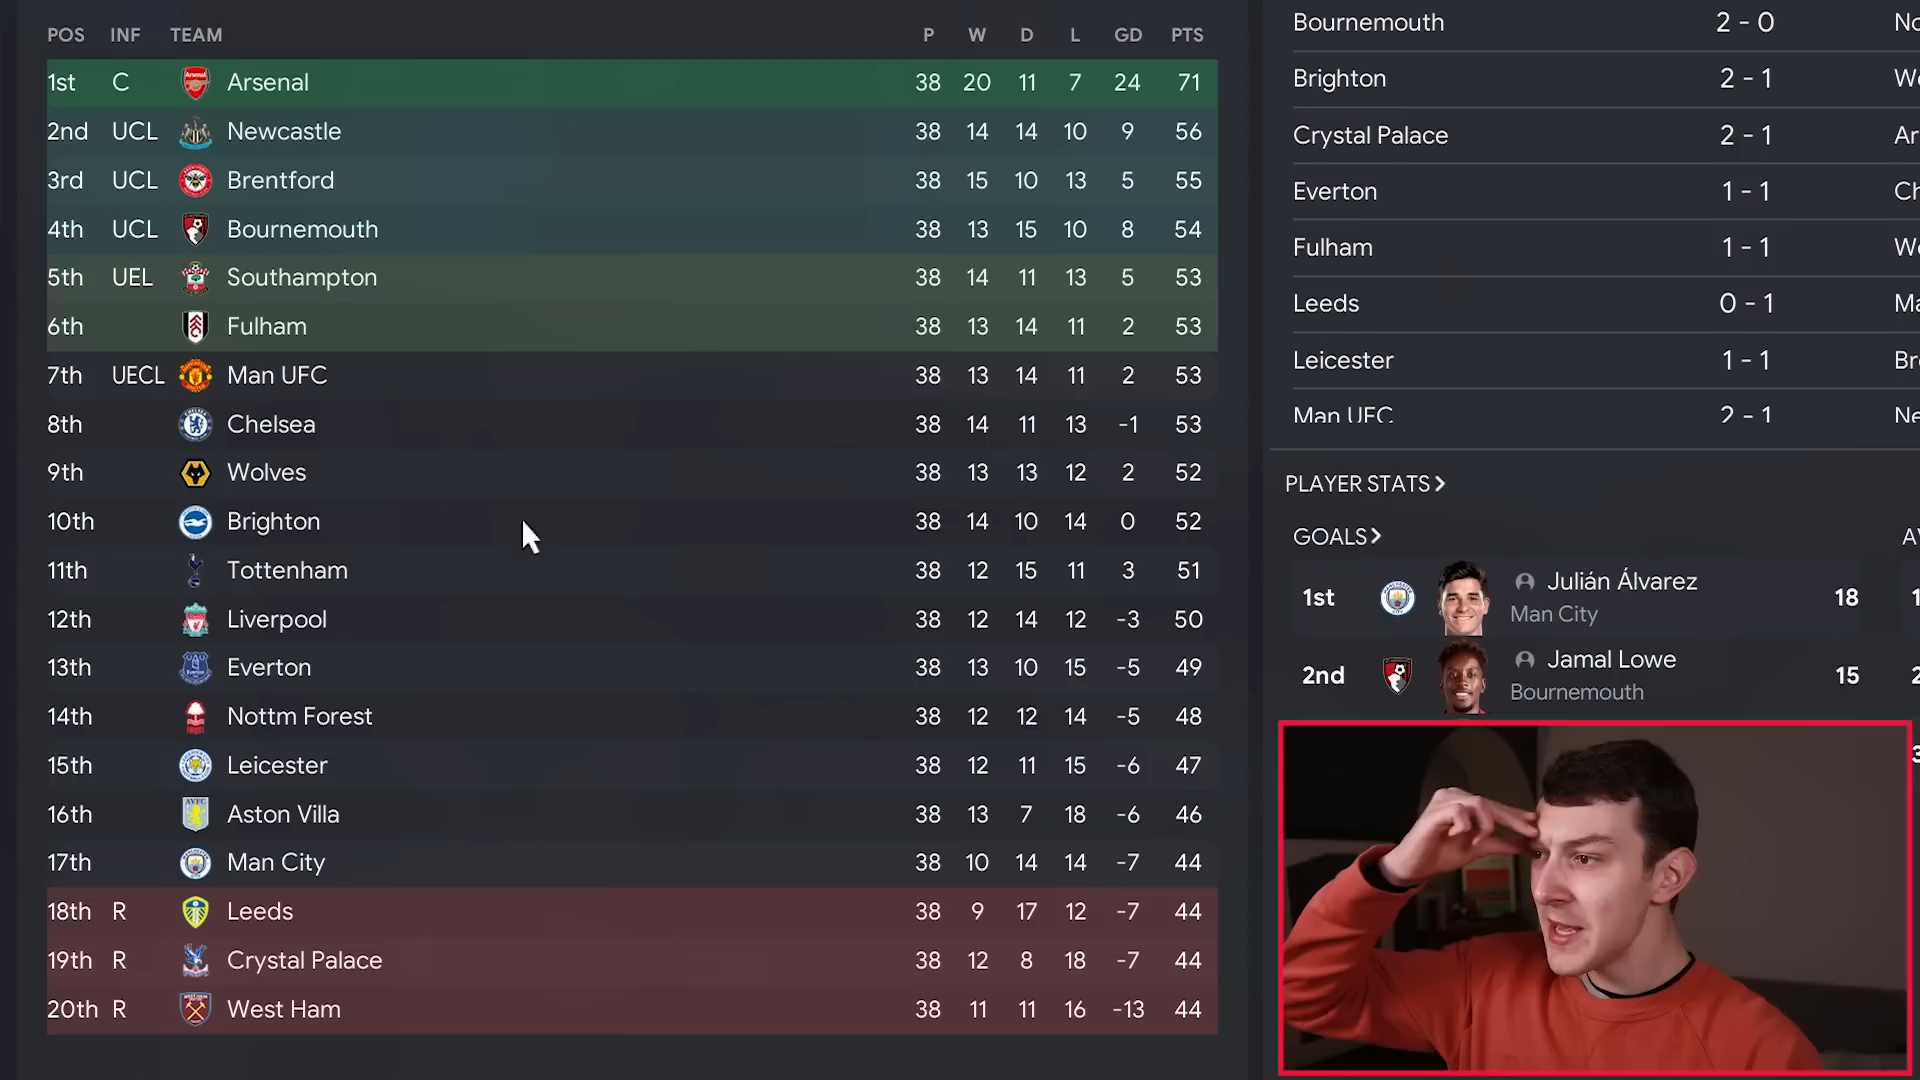 POS INF TEAM P W D L GD PTS
1st C Arsenal 38 20 11 7 24 71
2nd UCL Newcastle 38 14 14 10 9 56
3rd UCL Brentford 38 15 10 13 5 55
4th UCL Bournemouth 38 13 15 10 8 54
5th UEL Southampton 38 14 11 13 5 53
6th Fulham 38 13 14 11 2 53
7th UECL Man UFC 38 13 14 11 2 53
8th Chelsea 38 14 11 13 -1 53
9th Wolves 38 13 13 12 2 52
10th Brighton 38 14 10 14 0 52
11th Tottenham 38 12 15 11 3 51
12th Liverpool 38 12 14 12 -3 50
13th Everton 38 13 10 15 -5 49
14th Nottm Forest 38 12 12 14 -5 48
15th Leicester 38 12 11 15 -6 47
16th Aston Villa 38 13 7 18 -6 46
17th Man City 38 10 14 14 -7 44
18th R Leeds 38 9 17 12 -7 44
19th R Crystal Palace 38 12 8 18 -7 44
20th R West Ham 38 11 11 16 -13 44
Bournemouth 2 - 0 No
Brighton 2 - 1 We
Crystal Palace 2 - 1 Ar
Everton 1 - 1 Ch
Fulham 1 - 1 Wo
Leeds 0 - 1 Ma
Leicester 1 - 1 Bre
Man UFC 2 - 1 Ne
PLAYER STATS
GOALS
1st Julián Álvarez 18
Man City
2nd Jamal Lowe 15
Bournemouth